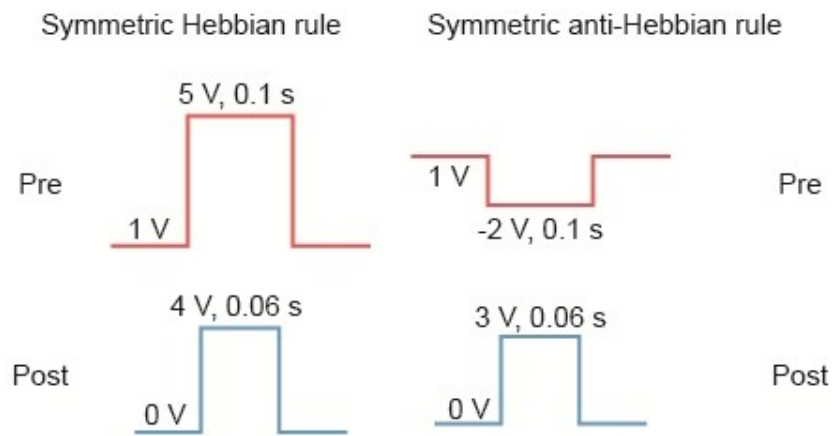 Symmetric Hebbian rule
Symmetric anti-Hebbian rule
5 V, 0.1 s
Pre
1 V
1 V
-2 V, 0.1 s
Pre
4 V, 0.06 s
3 V, 0.06 s
Post
0 V
0 V
Post